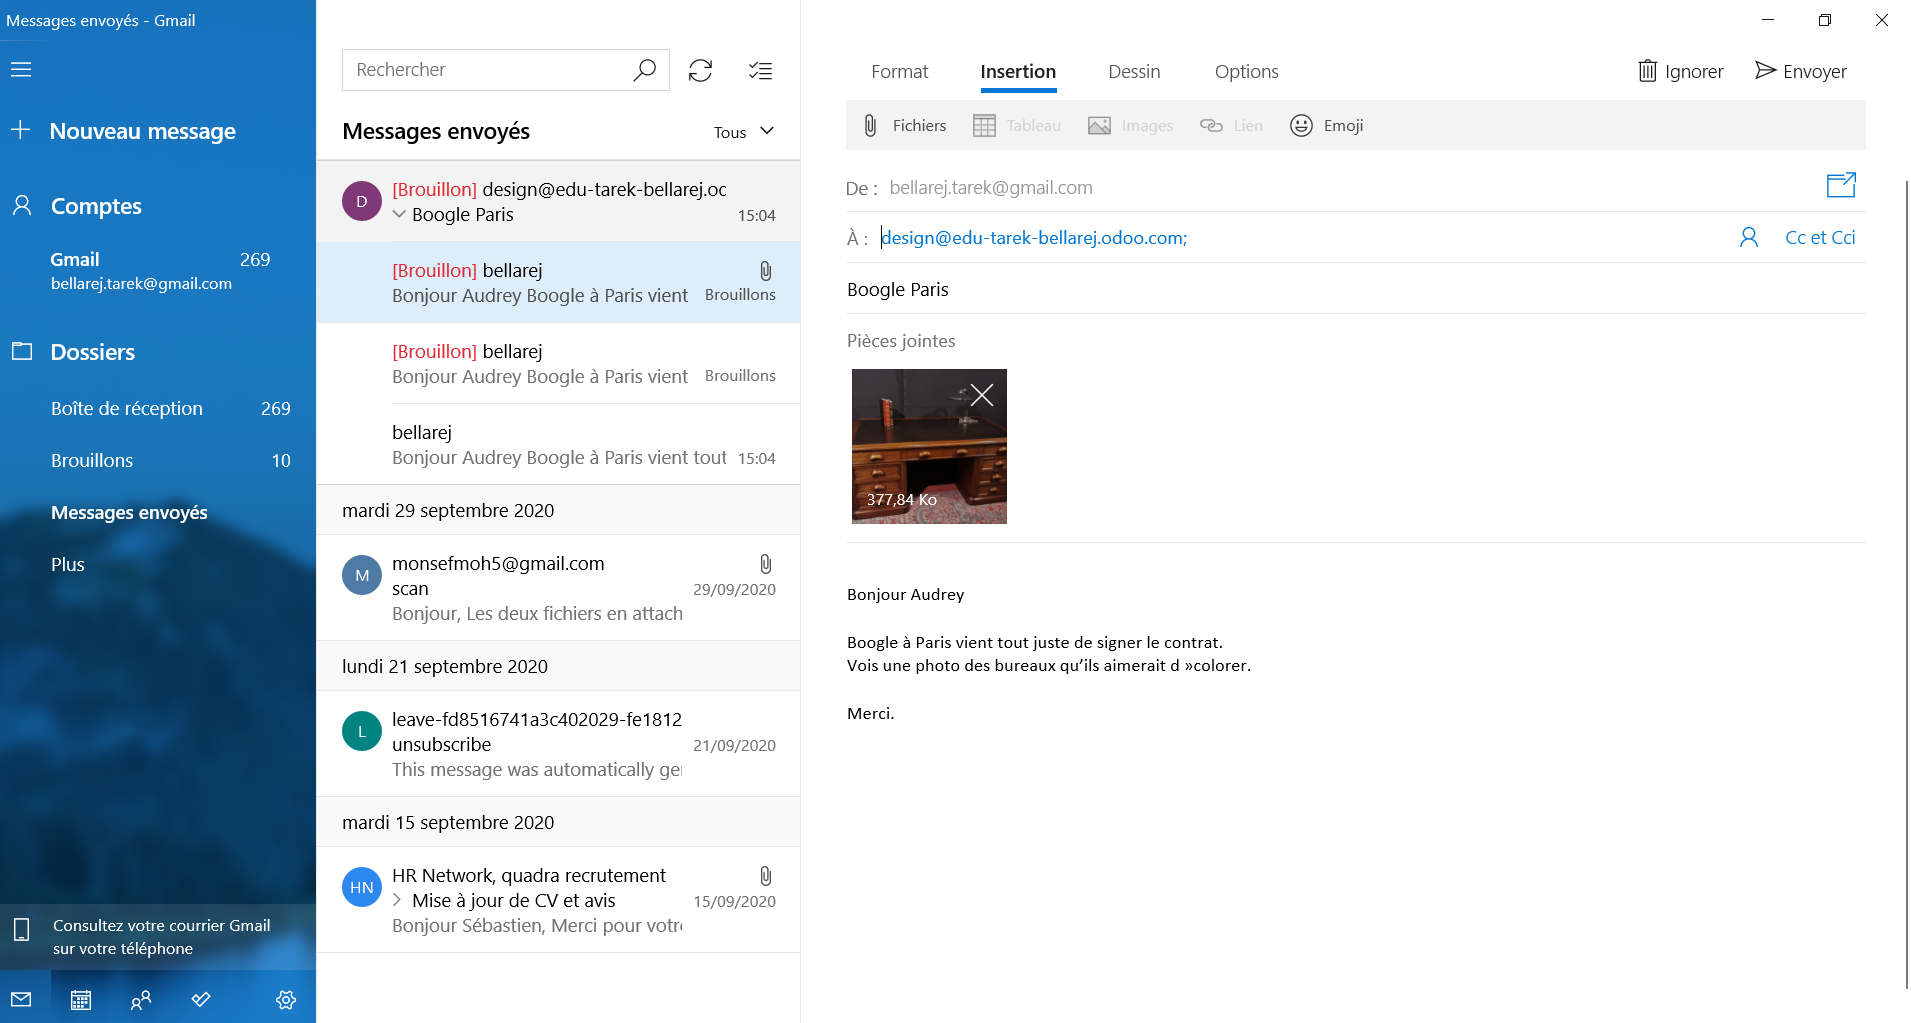 Messages envoyés - Gmail
Nouveau message
Comptes
Gmail 269
bellarej.tarek@gmail.com
Dossiers
Boîte de réception 269
Brouillons 10
Messages envoyés
Plus
Consultez votre courrier Gmail
sur votre téléphone
Rechercher
Messages envoyés Tous
D [Brouillon] design@edu-tarek-bellarej.oc
Boogle Paris 15:04
[Brouillon] bellarej
Bonjour Audrey Boogle à Paris vient Brouillons
[Brouillon] bellarej
Bonjour Audrey Boogle à Paris vient Brouillons
bellarej
Bonjour Audrey Boogle à Paris vient tout 15:04
mardi 29 septembre 2020
M monsefmoh5@gmail.com
scan 29/09/2020
Bonjour, Les deux fichiers en attach
lundi 21 septembre 2020
L leave-fd8516741a3c402029-fe1812
unsubscribe 21/09/2020
This message was automatically ge
mardi 15 septembre 2020
HN HR Network, quadra recrutement
Mise à jour de CV et avis 15/09/2020
Bonjour Sébastien, Merci pour votr
Format Insertion Dessin Options Ignorer Envoyer
Fichiers Tableau Images Lien Emoji
De : bellarej.tarek@gmail.com
À : design@edu-tarek-bellarej.odoo.com; Cc et Cci
Boogle Paris
Pièces jointes
377,84 Ko
Bonjour Audrey
Boogle à Paris vient tout juste de signer le contrat.
Vois une photo des bureaux qu’ils aimerait d »colorer.
Merci.